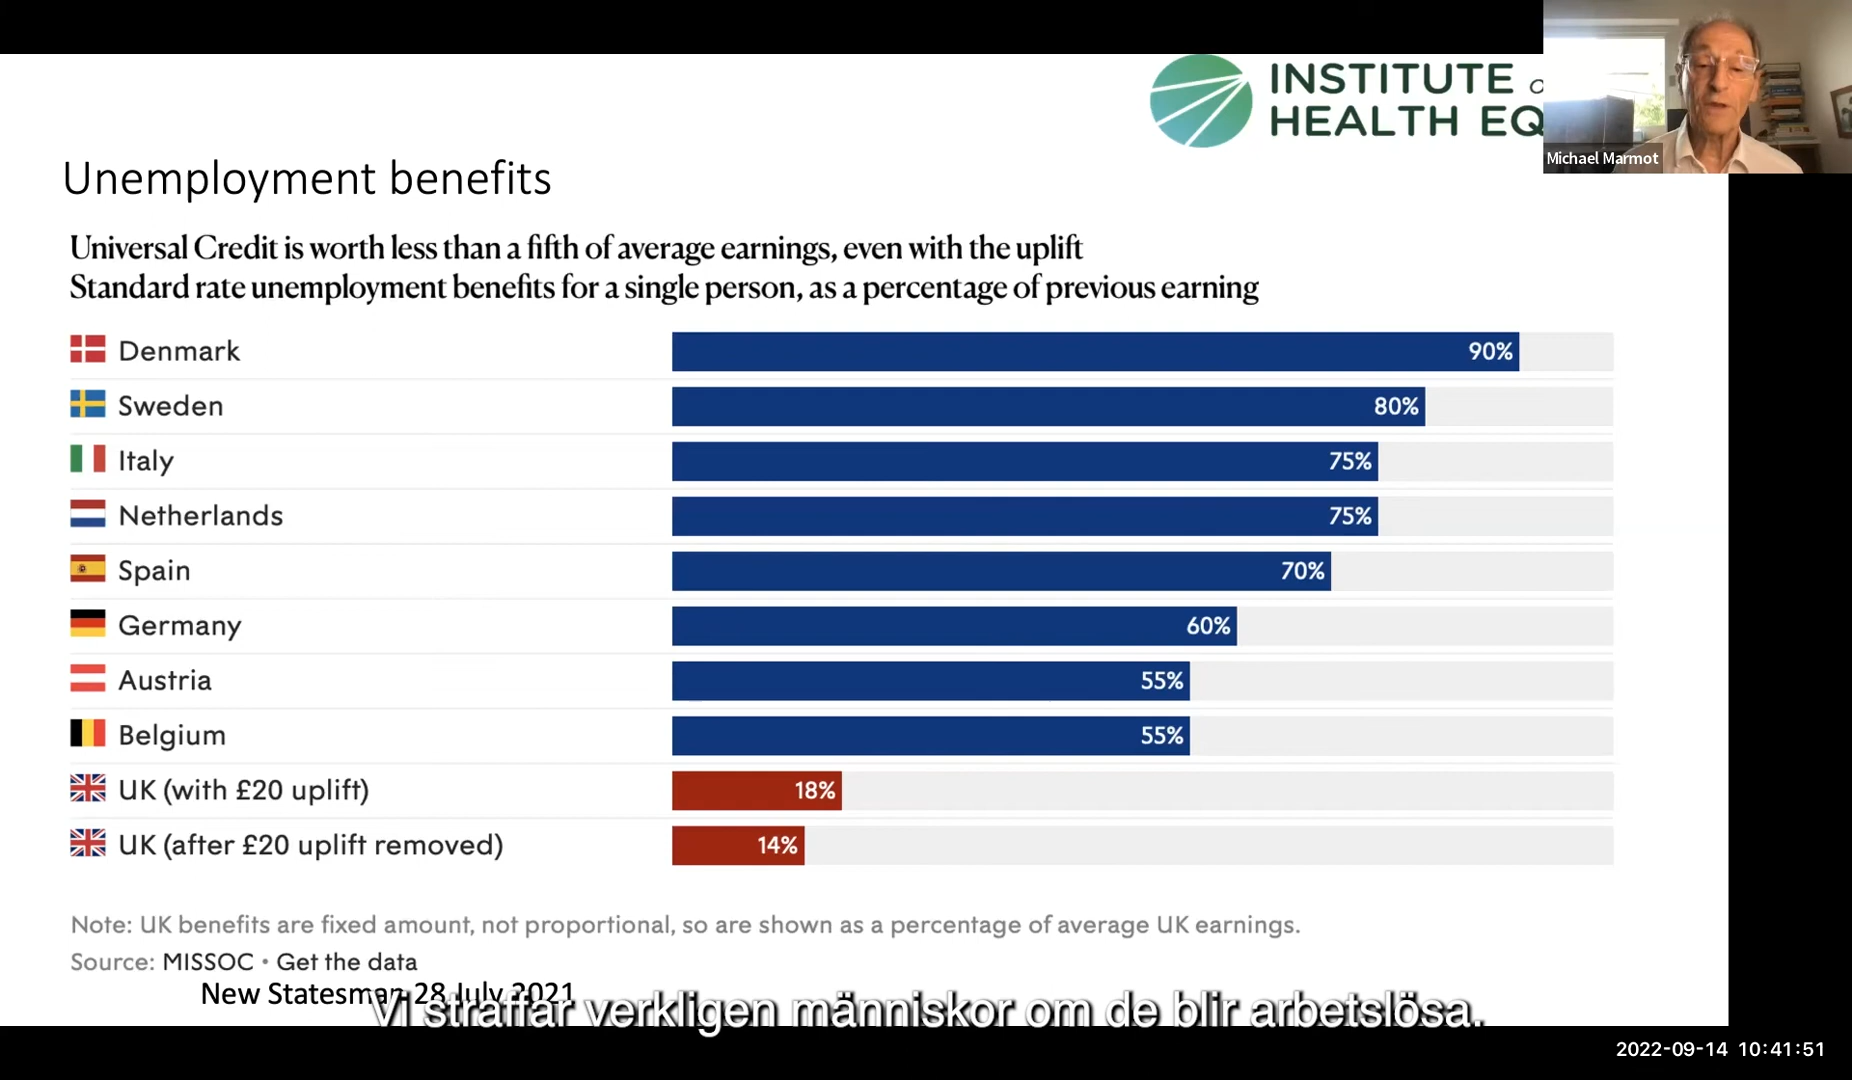 INSTITUTE
HEALTH EQ
Michael Marmot
Unemployment benefits
Universal Credit is worth less than a fifth of average earnings, even with the uplift
Standard rate unemployment benefits for a single person, as a percentage of previous earning
Denmark 90%
Sweden 80%
Italy 75%
Netherlands 75%
Spain 70%
Germany 60%
Austria 55%
Belgium 55%
UK (with £20 uplift) 18%
UK (after £20 uplift removed) 14%
Note: UK benefits are fixed amount, not proportional, so are shown as a percentage of average UK earnings.
Source: MISSOC • Get the data
New Statesman 28 July 2021
Vi straffar verkligen människor om de blir arbetslösa.
2022-09-14 10:41:51